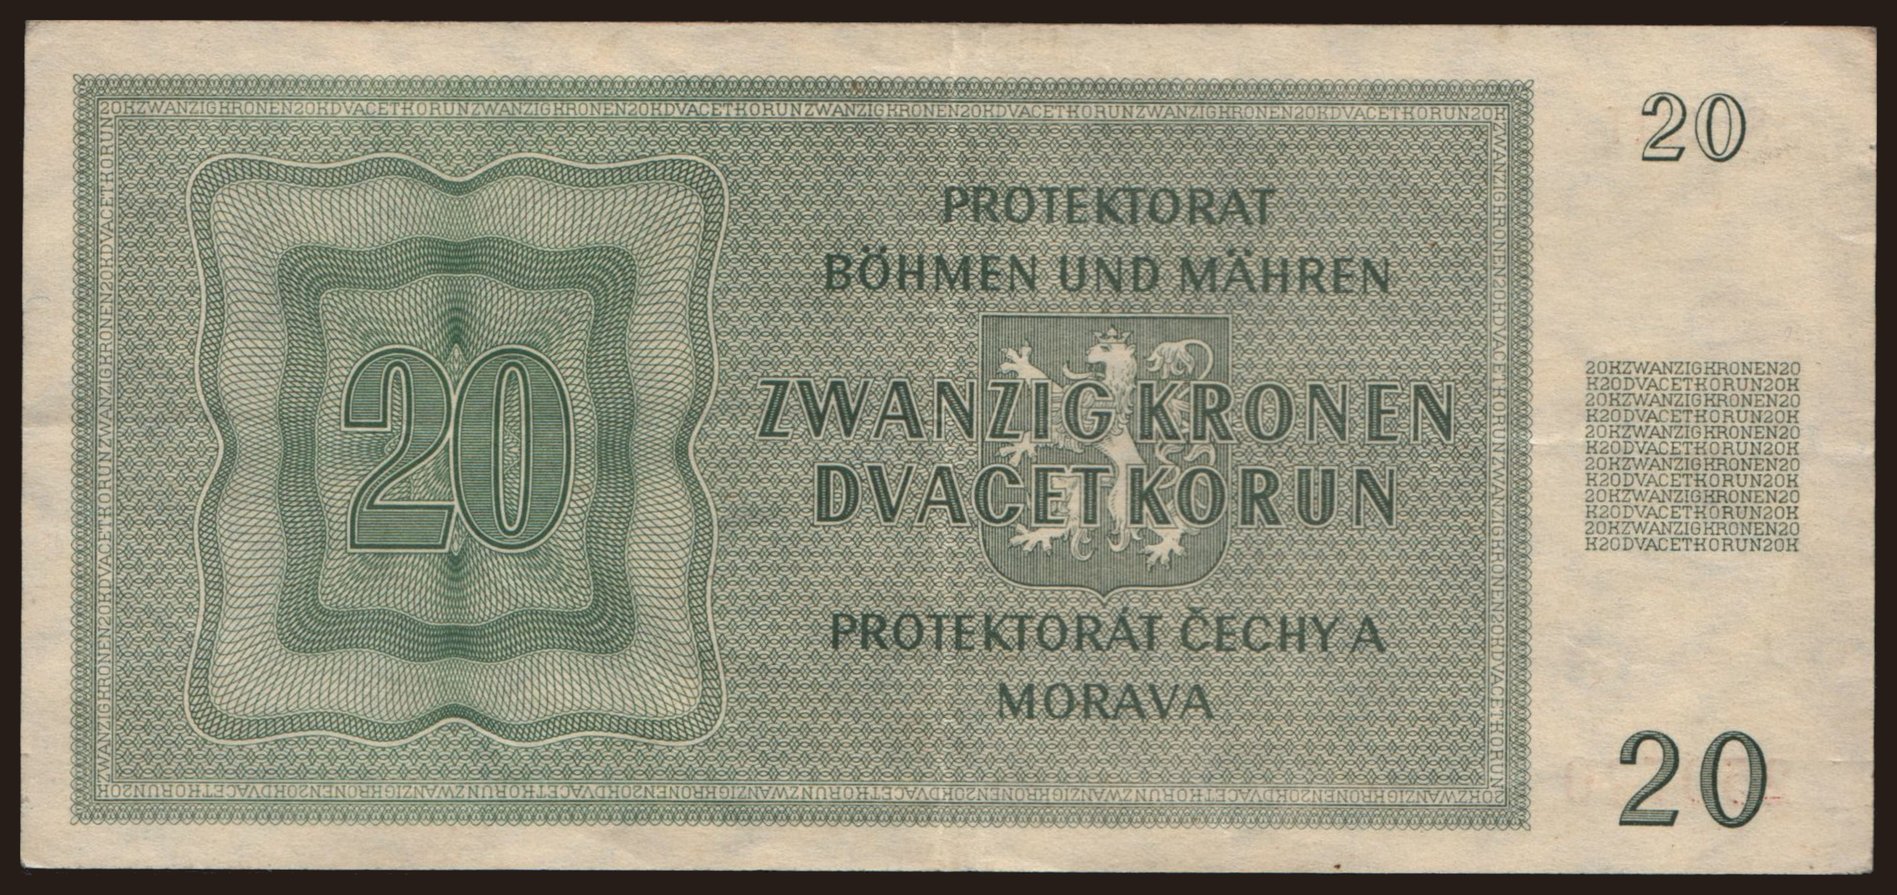 20KZWANZIGKRONEN20KDVACETKORUNZWANZIGKRONEN20KDVACETKORUNZWANZIGKRONEN20KDVACETKORUNZWANZIGKRONEN20KDVACETKORUN20K
20
PROTEKTORAT
BÖHMEN UND MÄHREN
20
ZWANZIG KRONEN
DVACET KORUN
PROTEKTORÁT ČECHY A
MORAVA
20KZWANZIGKRONEN20
K20DVACETKORUN20K
20KZWANZIGKRONEN20
K20DVACETKORUN20K
20KZWANZIGKRONEN20
K20DVACETKORUN20K
20KZWANZIGKRONEN20
K20DVACETKORUN20K
20KZWANZIGKRONEN20
K20DVACETKORUN20K
20KZWANZIGKRONEN20
K20DVACETKORUN20K
20